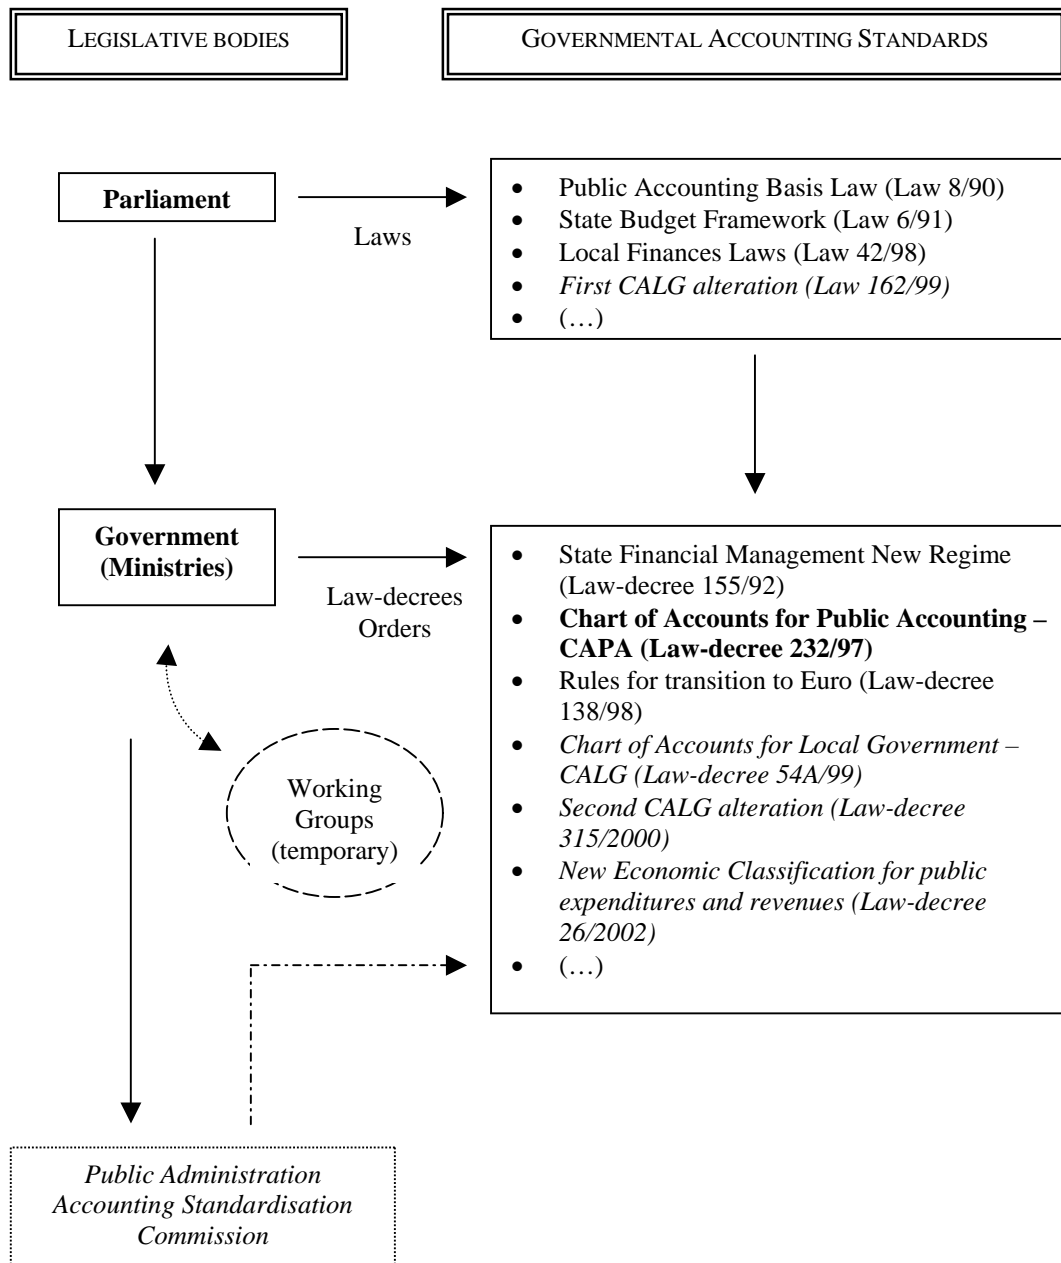 LEGISLATIVE BODIES
GOVERNMENTAL ACCOUNTING STANDARDS
Parliament
Laws
• Public Accounting Basis Law (Law 8/90)
• State Budget Framework (Law 6/91)
• Local Finances Laws (Law 42/98)
• First CALG alteration (Law 162/99)
• (…)
Government
(Ministries)
Law-decrees
Orders
• State Financial Management New Regime
(Law-decree 155/92)
• Chart of Accounts for Public Accounting –
CAPA (Law-decree 232/97)
• Rules for transition to Euro (Law-decree
138/98)
• Chart of Accounts for Local Government –
CALG (Law-decree 54A/99)
• Second CALG alteration (Law-decree
315/2000)
• New Economic Classification for public
expenditures and revenues (Law-decree
26/2002)
• (…)
Working
Groups
(temporary)
Public Administration
Accounting Standardisation
Commission